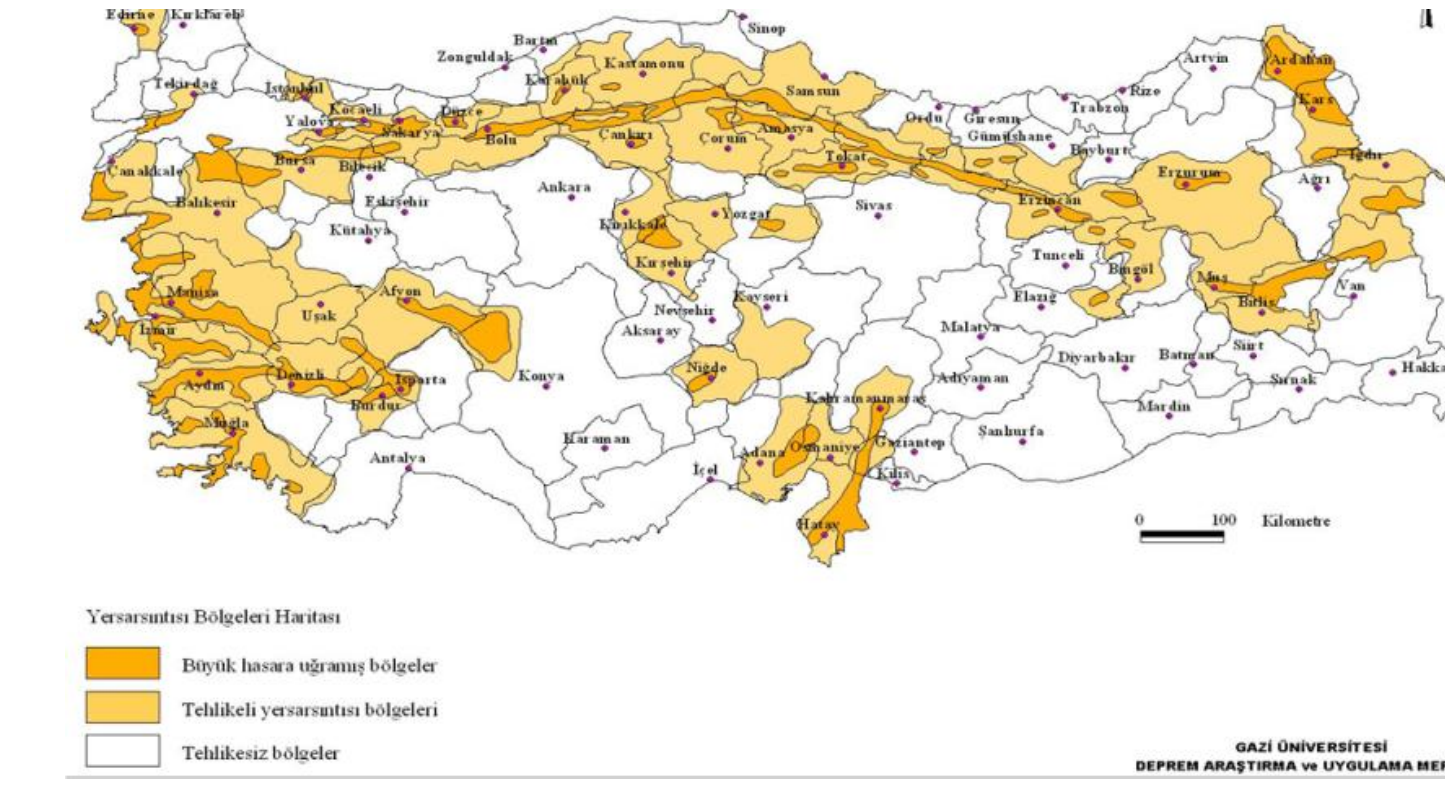 Edirne
Kırklareli
Sinop
Bartın
Zonguldak
Kastamonu
Karabük
Samsun
Artvin
Ardahan
Kars
Tekirdağ
İstanbul
Kocaeli
Düzce
Yalova
Sakarya
Bolu
Çankırı
Çorum
Amasya
Tokat
Ordu
Giresun
Trabzon
Rize
Gümüshane
Bayburt
Erzurum
Iğdır
Ağrı
Çanakkale
Bursa
Bilecik
Balıkesir
Eskişehir
Kütahya
Ankara
Kırıkkale
Yozgat
Sivas
Erzincan
Tunceli
Bingöl
Muş
Kırşehir
Manisa
Uşak
Afyon
İzmir
Nevşehir
Kayseri
Aksaray
Malatya
Elazığ
Bitlis
Van
Siirt
Batman
Diyarbakır
Şırnak
Hakka
Aydın
Denizli
Isparta
Burdur
Konya
Niğde
Kahramanmaraş
Adıyaman
Mardin
Muğla
Antalya
Karaman
İçel
Adana
Osmaniye
Gaziantep
Kilis
Şanlıurfa
Hatay
0 100 Kilometre
Yersarsıntısı Bölgeleri Haritası
Büyük hasara uğramış bölgeler
Tehlikeli yersarsıntısı bölgeleri
Tehlikesiz bölgeler
GAZİ ÜNİVERSİTESİ
DEPREM ARAŞTIRMA ve UYGULAMA MER